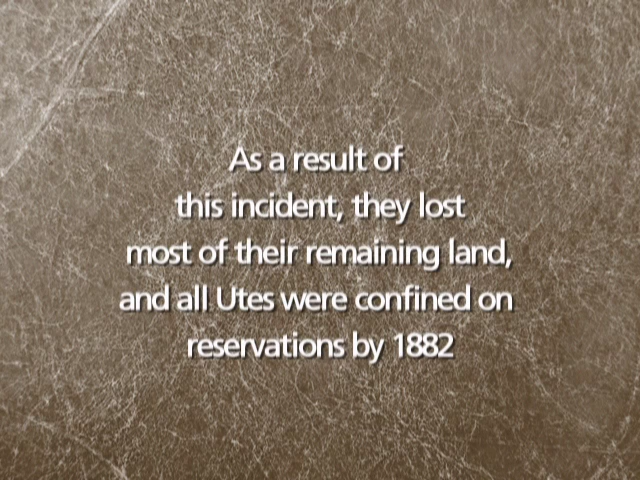 As a result of
this incident, they lost
most of their remaining land,
and all Utes were confined on
reservations by 1882